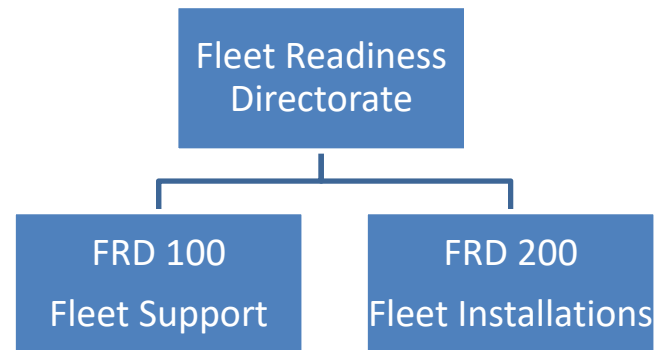 Fleet Readiness
Directorate
FRD 100
Fleet Support
FRD 200
Fleet Installations